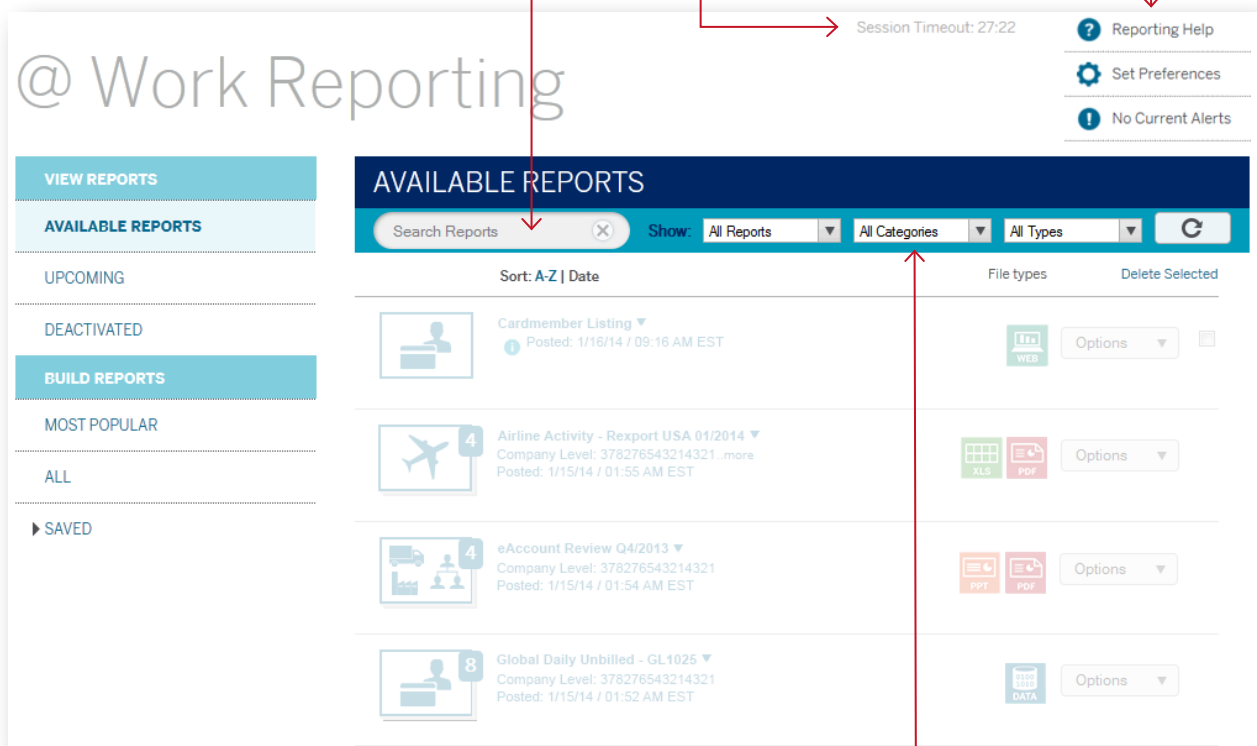 Session Timeout: 27:22
Reporting Help
Set Preferences
No Current Alerts
@ Work Reporting
VIEW REPORTS
AVAILABLE REPORTS
UPCOMING
DEACTIVATED
BUILD REPORTS
MOST POPULAR
ALL
SAVED
AVAILABLE REPORTS
Search Reports Show: All Reports All Categories All Types
Sort: A-Z | Date File types Delete Selected
Cardmember Listing
Posted: 1/16/14 / 09:16 AM EST
WEB
Options
4
Airline Activity - Rexport USA 01/2014
Company Level: 378276543214321...more
Posted: 1/15/14 / 01:55 AM EST
XLS PDF
Options
4
eAccount Review Q4/2013
Company Level: 378276543214321
Posted: 1/15/14 / 01:54 AM EST
PPT PDF
Options
8
Global Daily Unbilled - GL1025
Company Level: 378276543214321
Posted: 1/15/14 / 01:52 AM EST
0100
1010
DATA
Options